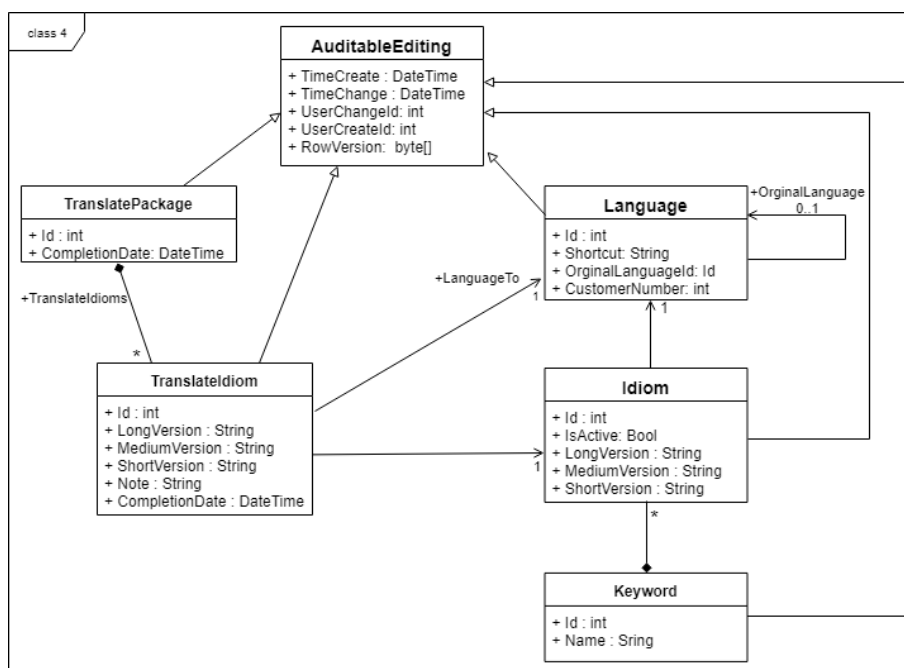 class 4
AuditableEditing
+ TimeCreate : DateTime
+ TimeChange : DateTime
+ UserChangeId: int
+ UserCreateId: int
+ RowVersion:  byte[]
TranslatePackage
+ Id : int
+ CompletionDate: DateTime
Language
+ Id : int
+ Shortcut: String
+ OrginalLanguageId: Id
+ CustomerNumber: int
+OrginalLanguage
0..1
+LanguageTo
1
1
+TranslateIdioms
*
TranslateIdiom
+ Id : int
+ LongVersion : String
+ MediumVersion : String
+ ShortVersion : String
+ Note : String
+ CompletionDate : DateTime
Idiom
+ Id : int
+ IsActive: Bool
+ LongVersion : String
+ MediumVersion : String
+ ShortVersion : String
1
*
Keyword
+ Id : int
+ Name : Sring